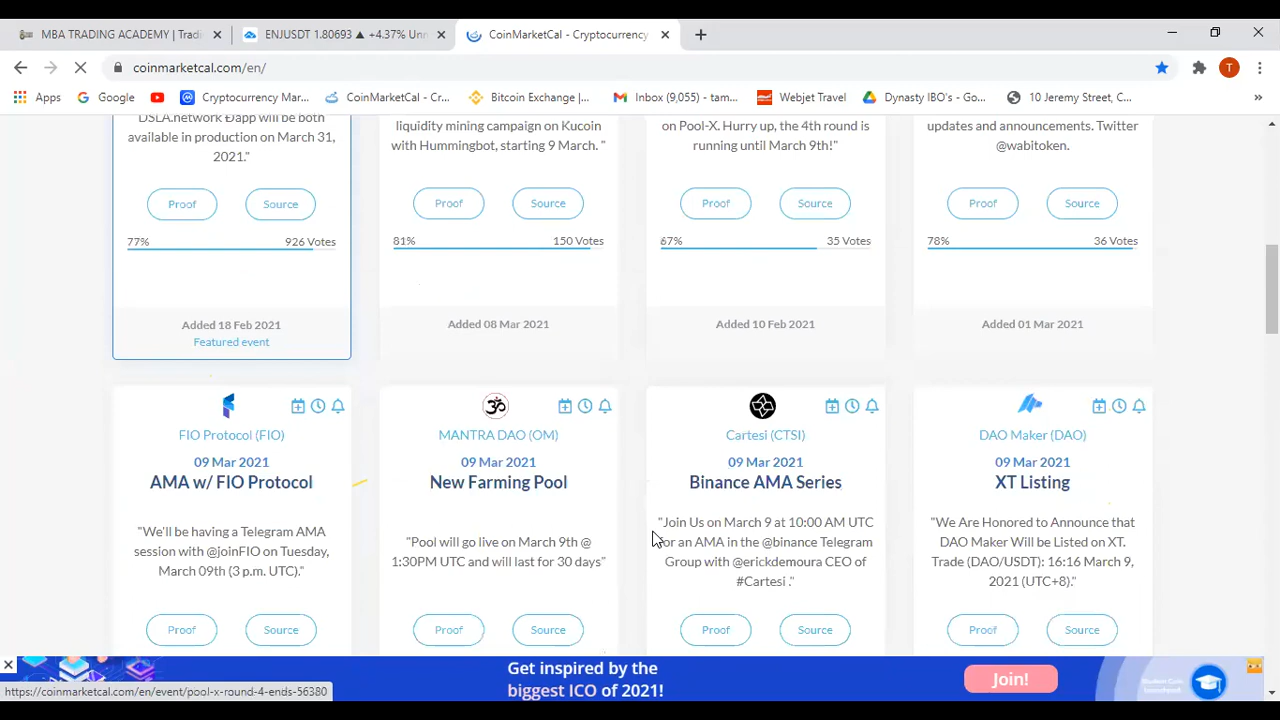 MBA TRADING ACADEMY | Tradi
ENJUSDT 1.80693 ▲ +4.37% Unn
CoinMarketCal - Cryptocurrency
coinmarketcal.com/en/
Apps
Google
Cryptocurrency Mar...
CoinMarketCal - Cr...
Bitcoin Exchange |...
Inbox (9,055) - tam...
Webjet Travel
Dynasty IBO's - Go...
10 Jeremy Street, C...
DSLA.network Đapp will be both
available in production on March 31,
2021."
Proof
Source
77%
926 Votes
Added 18 Feb 2021
Featured event
liquidity mining campaign on Kucoin
with Hummingbot, starting 9 March. "
Proof
Source
81%
150 Votes
Added 08 Mar 2021
on Pool-X. Hurry up, the 4th round is
running until March 9th!"
Proof
Source
67%
35 Votes
Added 10 Feb 2021
updates and announcements. Twitter
@wabitoken.
Proof
Source
78%
36 Votes
Added 01 Mar 2021
FIO Protocol (FIO)
09 Mar 2021
AMA w/ FIO Protocol
"We'll be having a Telegram AMA
session with @joinFIO on Tuesday,
March 09th (3 p.m. UTC)."
Proof
Source
MANTRA DAO (OM)
09 Mar 2021
New Farming Pool
"Pool will go live on March 9th @
1:30PM UTC and will last for 30 days"
Proof
Source
Cartesi (CTSI)
09 Mar 2021
Binance AMA Series
"Join Us on March 9 at 10:00 AM UTC
for an AMA in the @binance Telegram
Group with @erickdemoura CEO of
#Cartesi ."
Proof
Source
DAO Maker (DAO)
09 Mar 2021
XT Listing
"We Are Honored to Announce that
DAO Maker Will be Listed on XT.
Trade (DAO/USDT): 16:16 March 9,
2021 (UTC+8)."
Proof
Source
Get inspired by the
biggest ICO of 2021!
Join!
https://coinmarketcal.com/en/event/pool-x-round-4-ends-56380